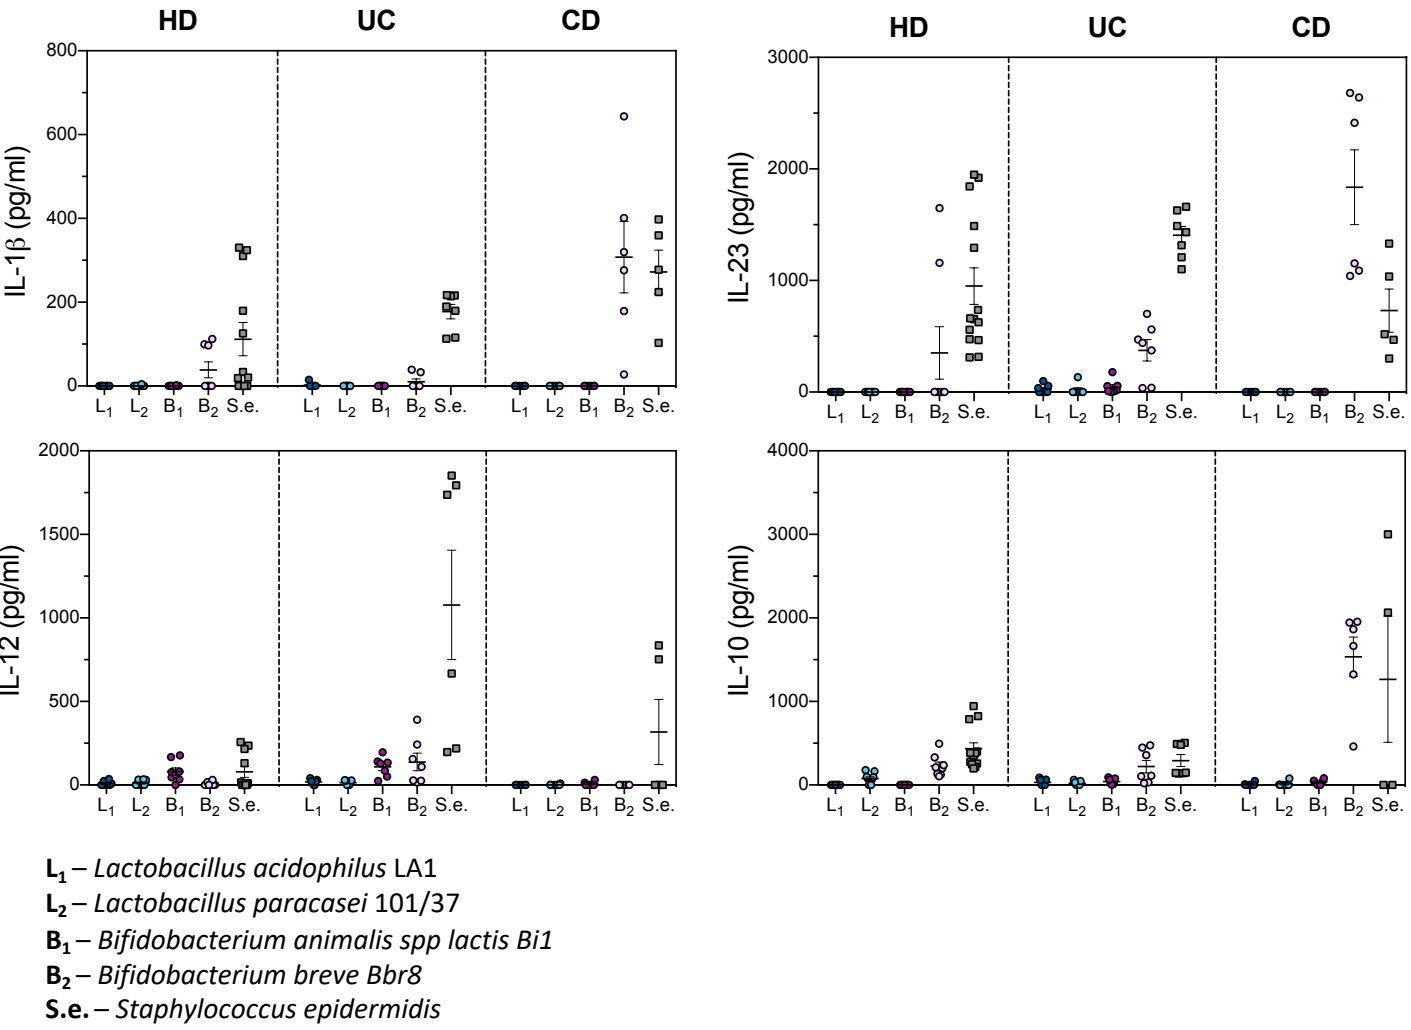 HD UC CD
800
600
400
200
0
IL-1β (pg/ml)
L1 L2 B1 B2 S.e. L1 L2 B1 B2 S.e. L1 L2 B1 B2 S.e.
HD UC CD
3000
2000
1000
0
IL-23 (pg/ml)
L1 L2 B1 B2 S.e. L1 L2 B1 B2 S.e. L1 L2 B1 B2 S.e.
2000
1500
1000
500
0
IL-12 (pg/ml)
L1 L2 B1 B2 S.e. L1 L2 B1 B2 S.e. L1 L2 B1 B2 S.e.
4000
3000
2000
1000
0
IL-10 (pg/ml)
L1 L2 B1 B2 S.e. L1 L2 B1 B2 S.e. L1 L2 B1 B2 S.e.
L1 – Lactobacillus acidophilus LA1
L2 – Lactobacillus paracasei 101/37
B1 – Bifidobacterium animalis spp lactis Bi1
B2 – Bifidobacterium breve Bbr8
S.e. – Staphylococcus epidermidis